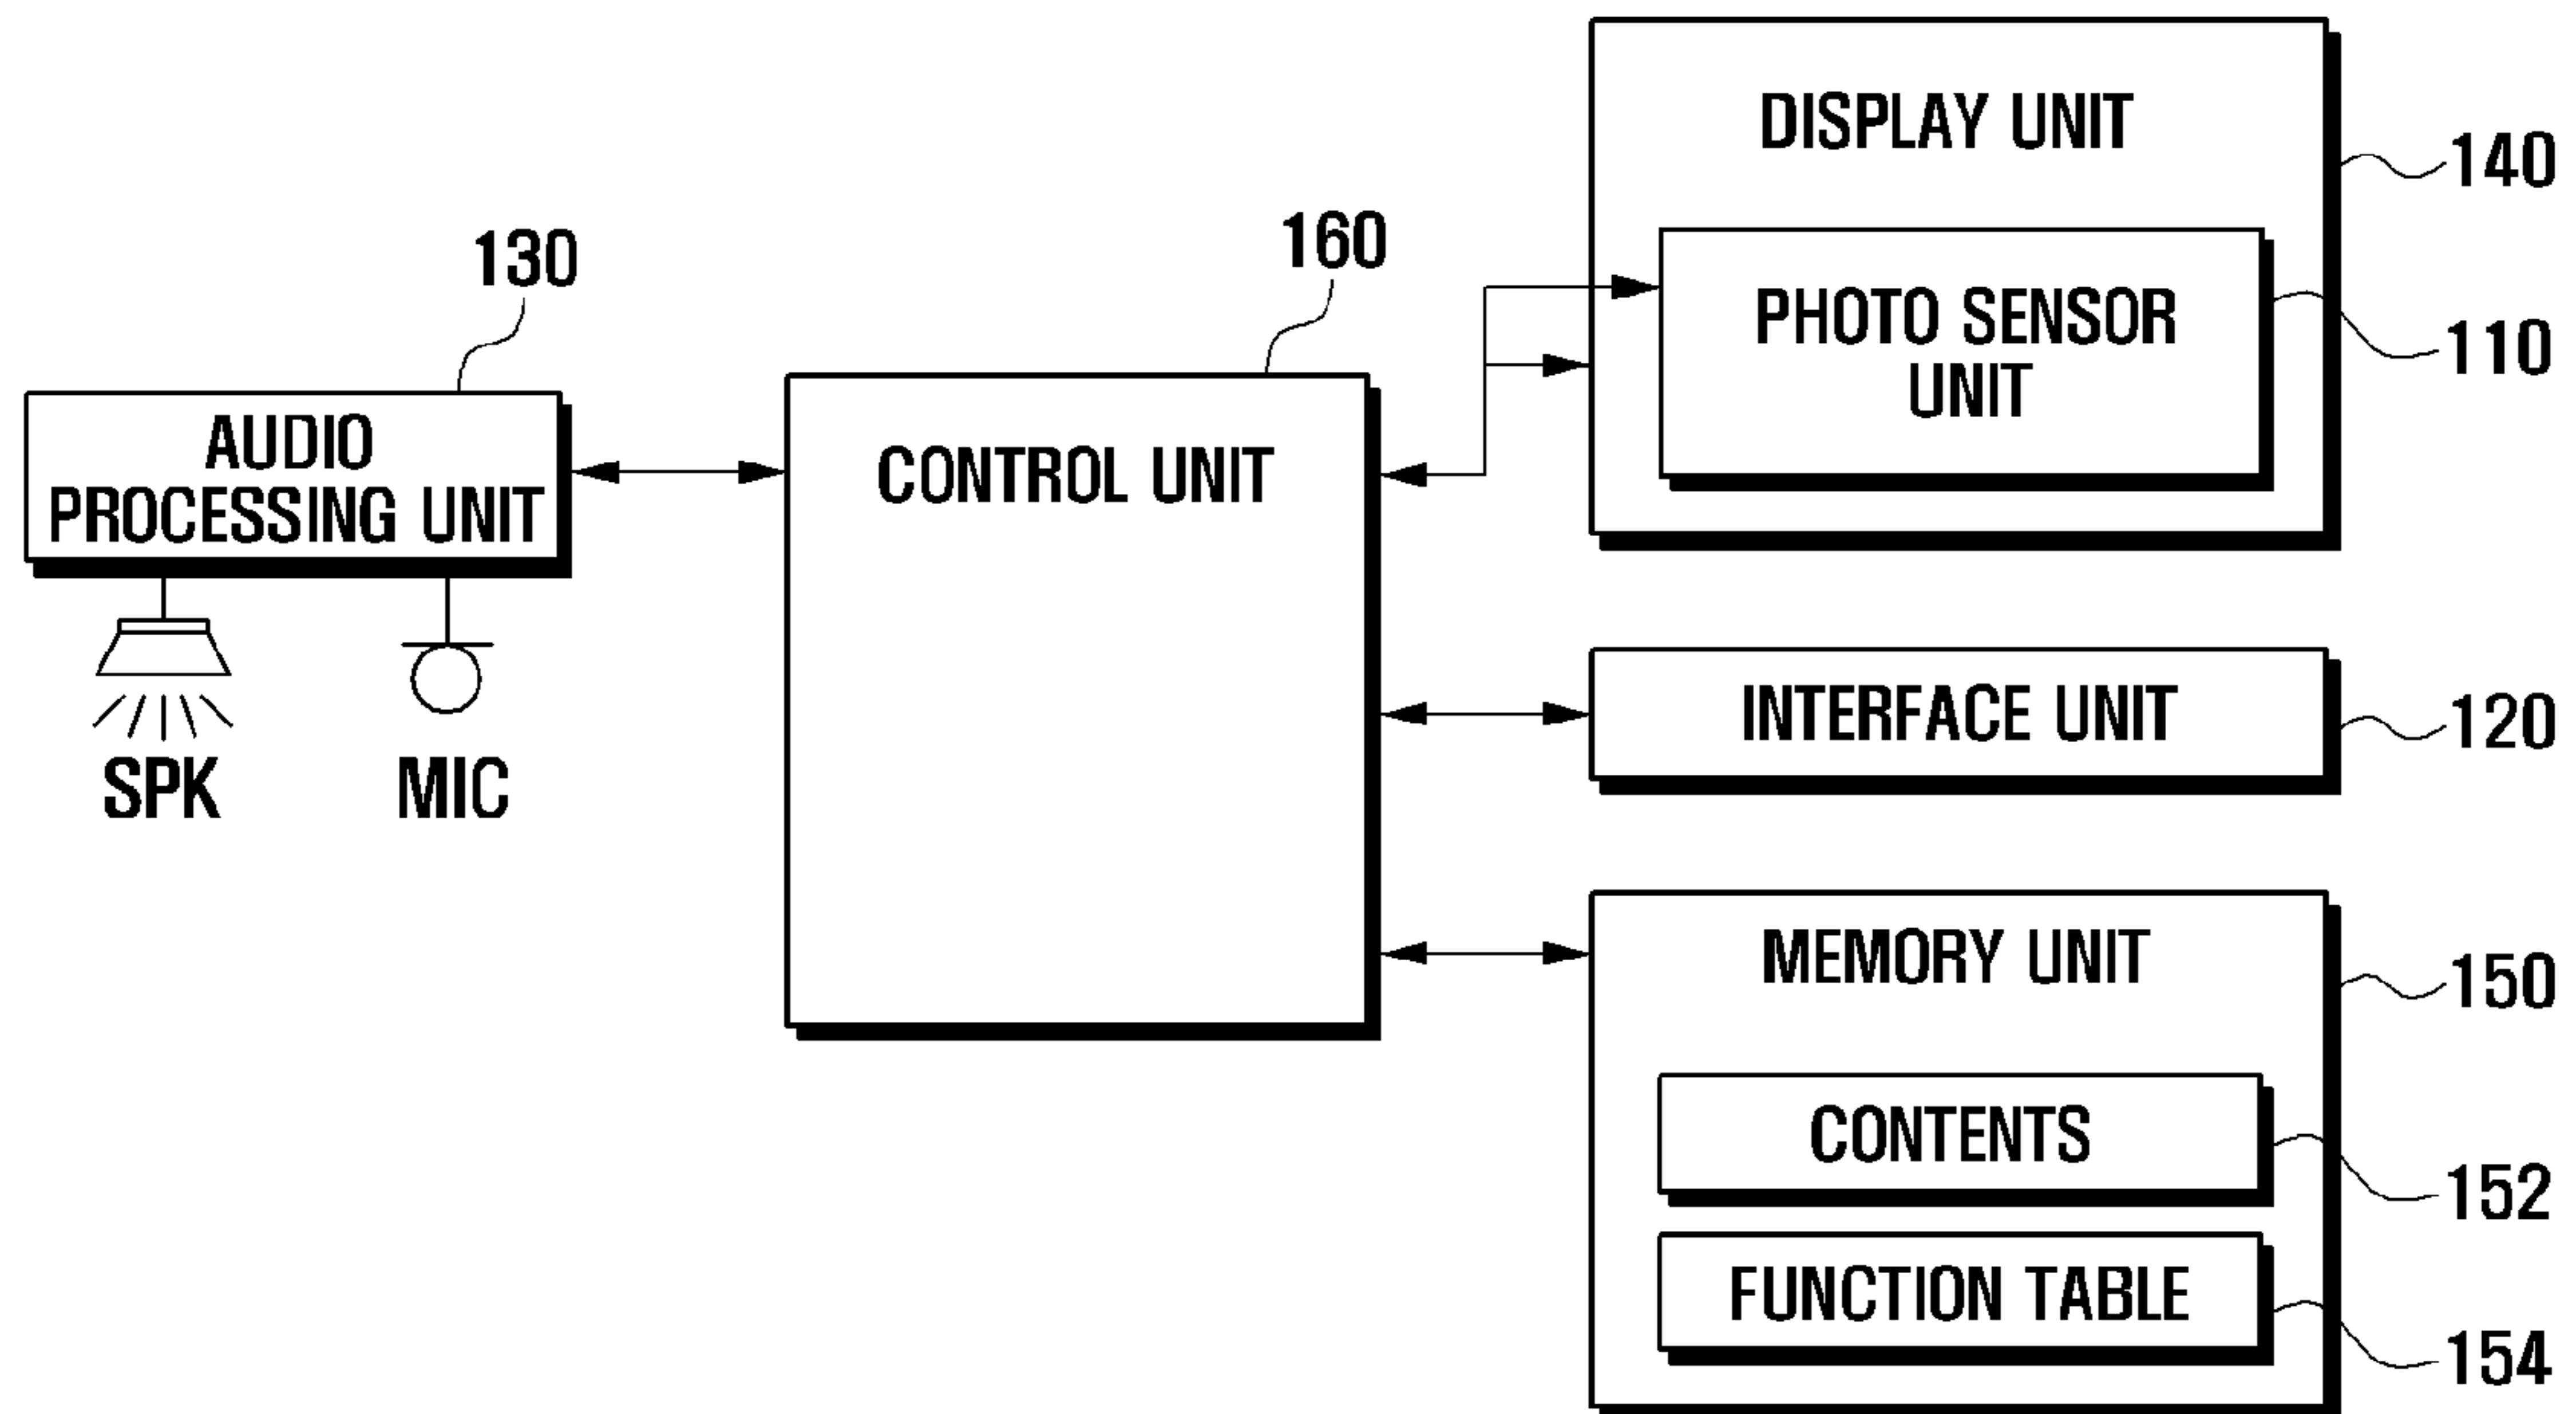 130
AUDIO
PROCESSING UNIT
SPK
MIC
160
CONTROL UNIT
DISPLAY UNIT
140
PHOTO SENSOR
UNIT
110
INTERFACE UNIT
120
MEMORY UNIT
150
CONTENTS
152
FUNCTION TABLE
154